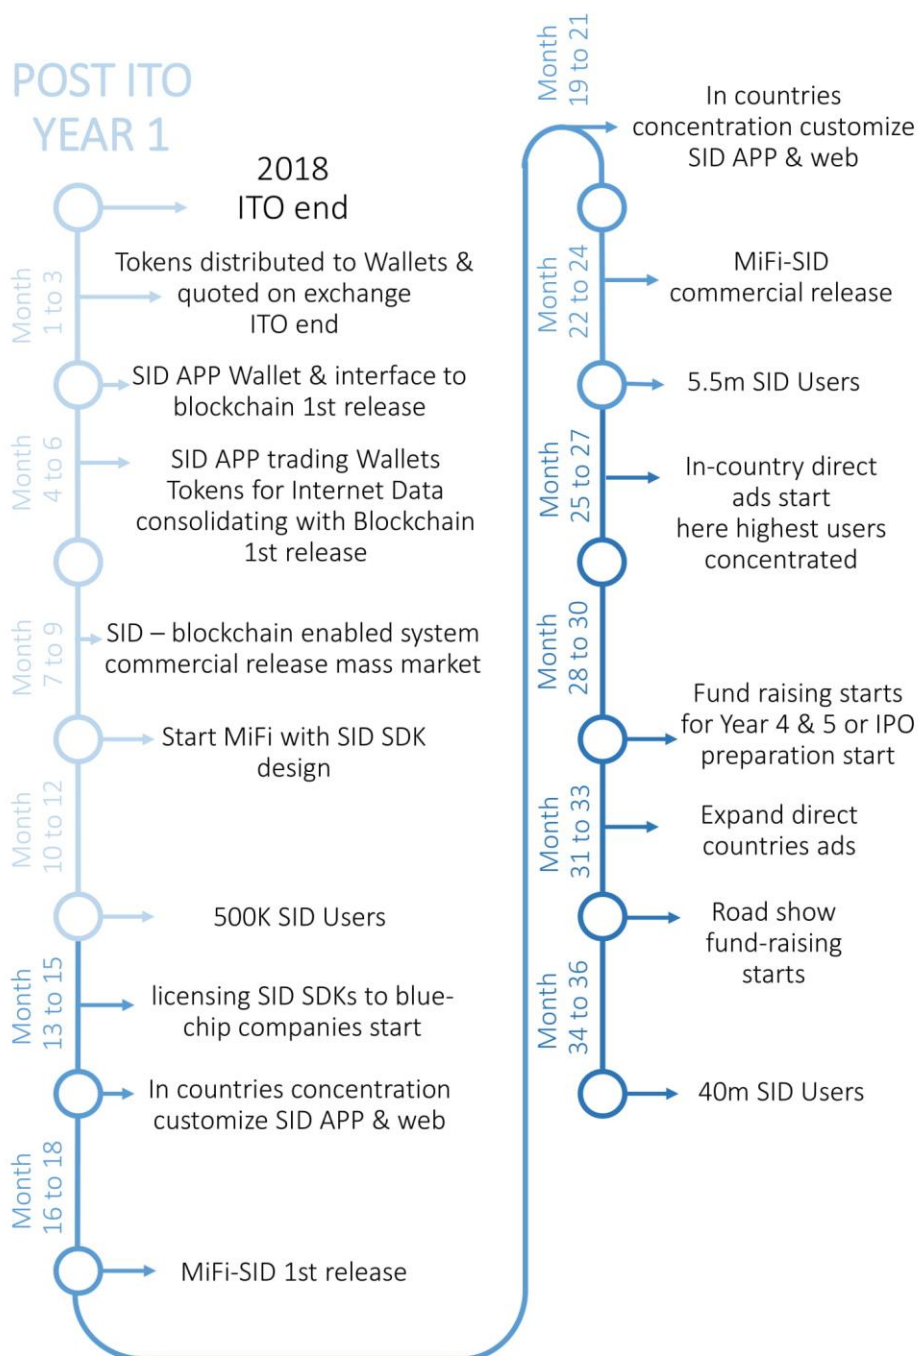 POST ITO
YEAR 1
2018
ITO end
Month
1 to 3
Tokens distributed to Wallets &
quoted on exchange
ITO end
SID APP Wallet & interface to
blockchain 1st release
Month
4 to 6
SID APP trading Wallets
Tokens for Internet Data
consolidating with Blockchain
1st release
Month
7 to 9
SID – blockchain enabled system
commercial release mass market
Start MiFi with SID SDK
design
Month
10 to 12
500K SID Users
Month
13 to 15
licensing SID SDKs to blue-
chip companies start
In countries concentration
customize SID APP & web
Month
16 to 18
MiFi-SID 1st release
Month
19 to 21
In countries
concentration customize
SID APP & web
Month
22 to 24
MiFi-SID
commercial release
5.5m SID Users
Month
25 to 27
In-country direct
ads start
here highest users
concentrated
Month
28 to 30
Fund raising starts
for Year 4 & 5 or IPO
preparation start
Month
31 to 33
Expand direct
countries ads
Road show
fund-raising
starts
Month
34 to 36
40m SID Users